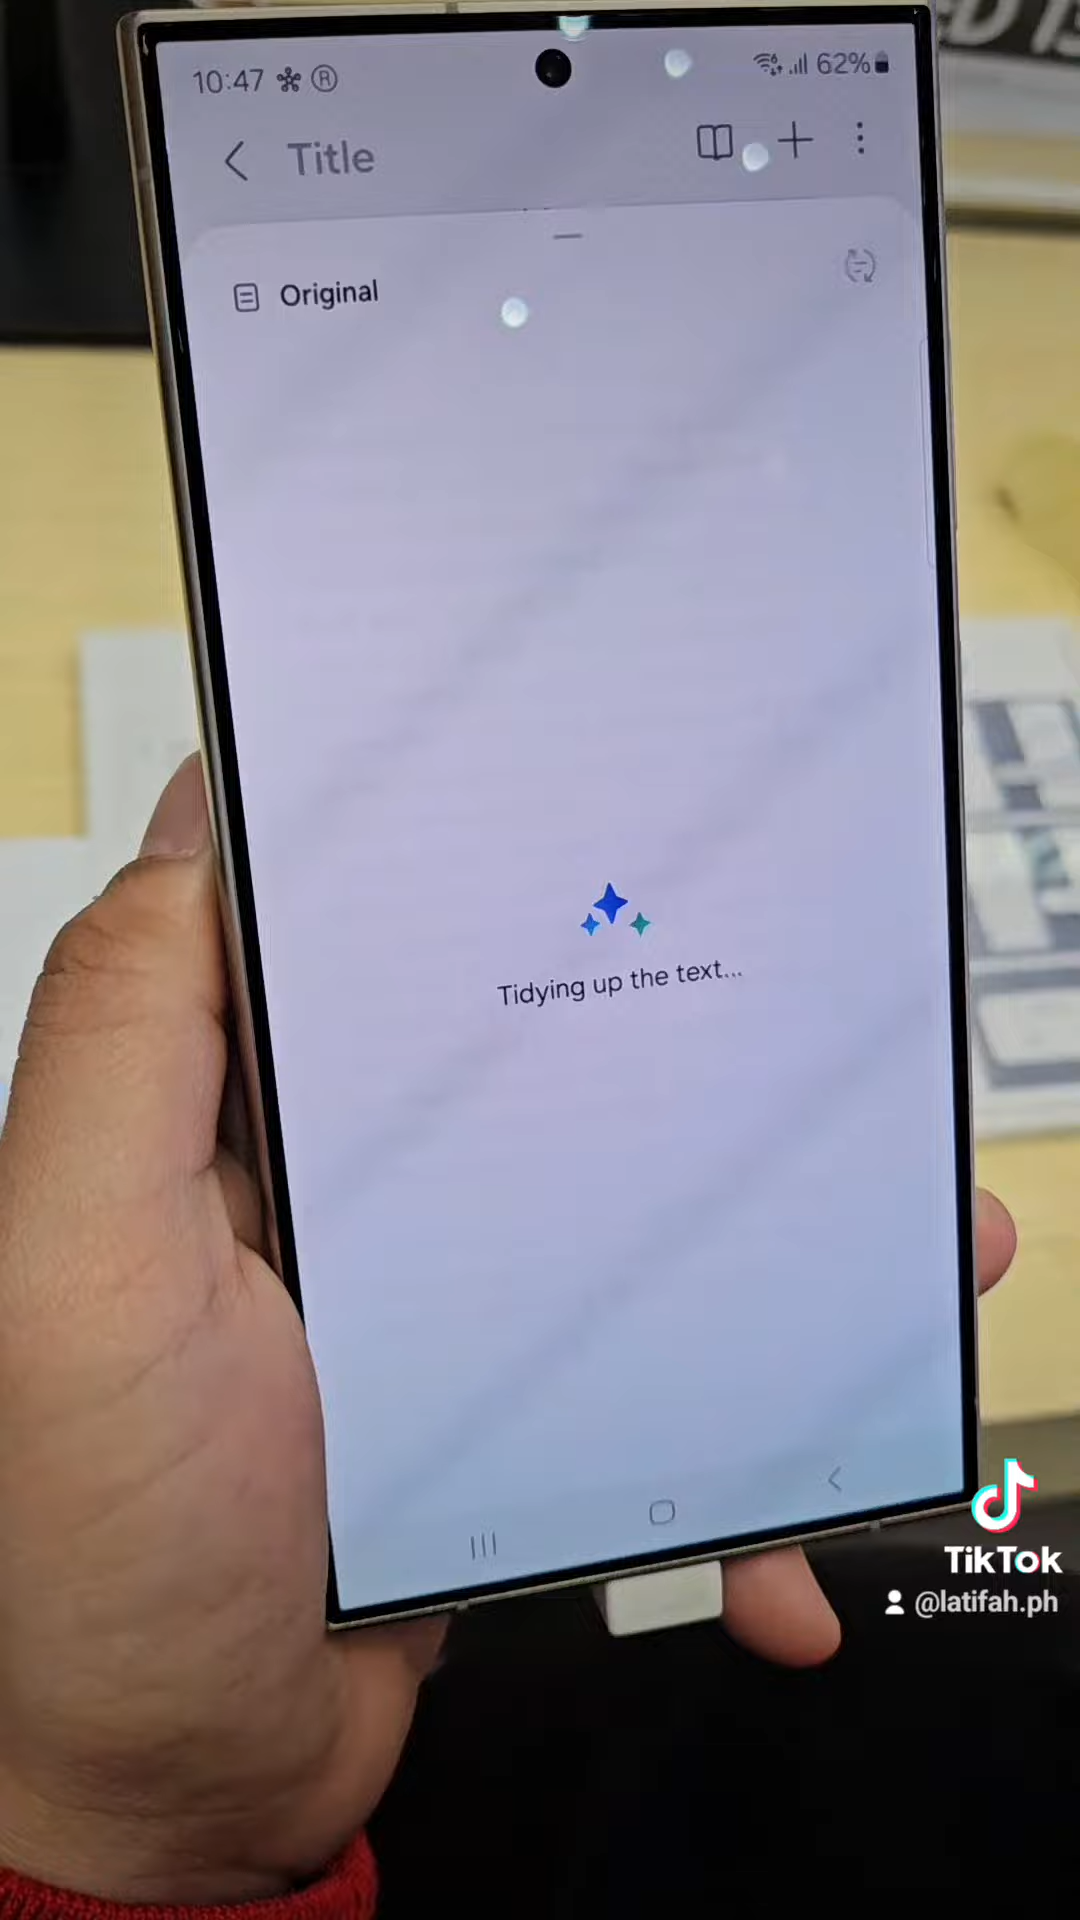 10:47 Ⓡ 62%
Title
Original
Tidying up the text...
TikTok
@latifah.ph